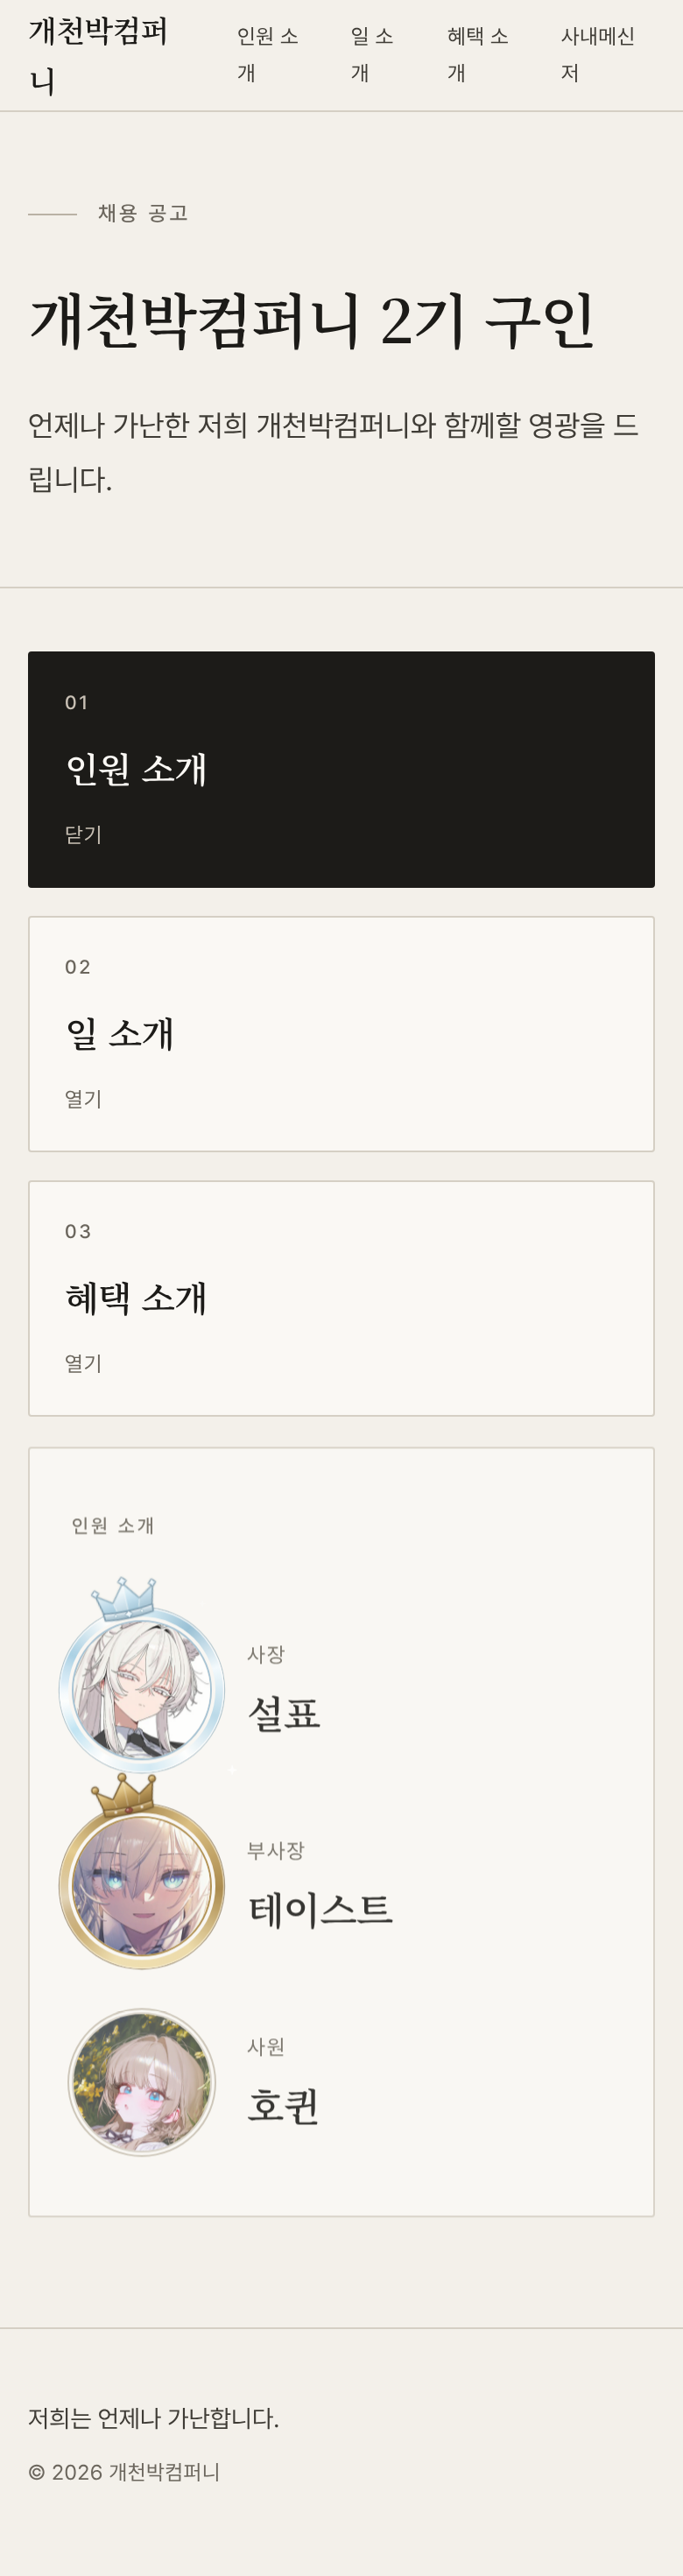 개천박컴퍼
니
인원 소
개
일 소
개
혜택 소
개
사내메신
저
채용 공고
개천박컴퍼니 2기 구인
언제나 가난한 저희 개천박컴퍼니와 함께할 영광을 드
립니다.
01
인원 소개
닫기
02
일 소개
열기
03
혜택 소개
열기
인원 소개
사장
설표
부사장
테이스트
사원
호퀸
저희는 언제나 가난합니다.
© 2026 개천박컴퍼니